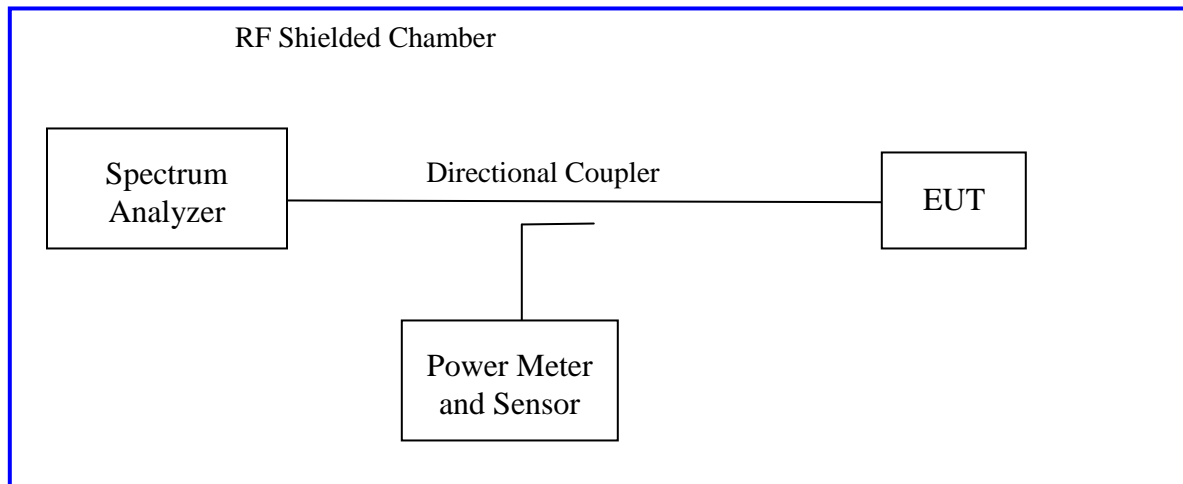 RF Shielded Chamber
Spectrum
Analyzer
Directional Coupler
EUT
Power Meter
and Sensor